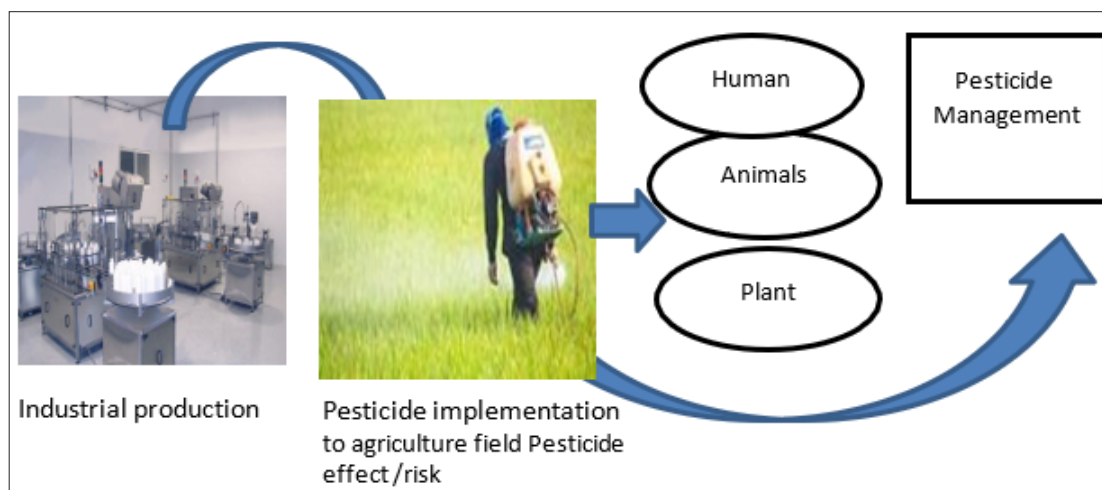 Human
Animals
Plant
Pesticide
Management
Industrial production
Pesticide implementation
to agriculture field Pesticide
effect/risk